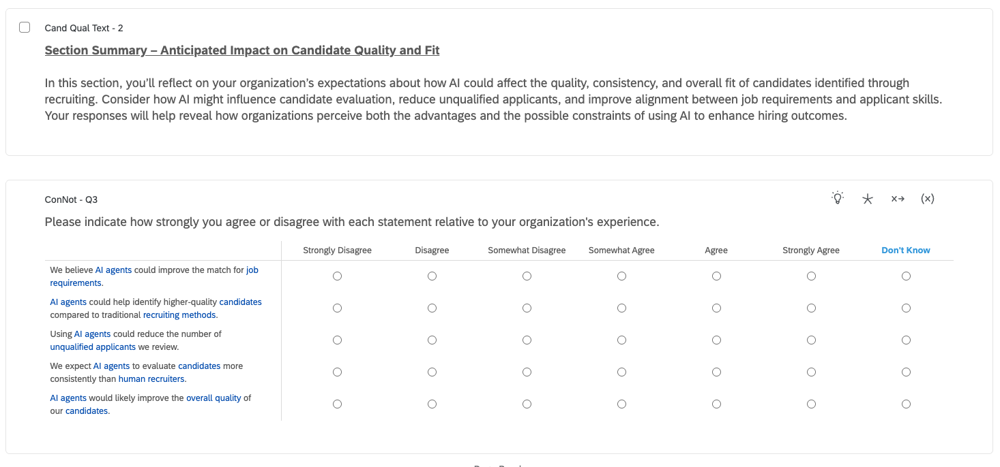 Cand Qual Text - 2
Section Summary – Anticipated Impact on Candidate Quality and Fit
In this section, you’ll reflect on your organization’s expectations about how AI could affect the quality, consistency, and overall fit of candidates identified through
recruiting. Consider how AI might influence candidate evaluation, reduce unqualified applicants, and improve alignment between job requirements and applicant skills.
Your responses will help reveal how organizations perceive both the advantages and the possible constraints of using AI to enhance hiring outcomes.
ConNot - Q3
Please indicate how strongly you agree or disagree with each statement relative to your organization's experience.
Strongly Disagree Disagree Somewhat Disagree Somewhat Agree Agree Strongly Agree Don't Know
We believe AI agents could improve the match for job
requirements.
AI agents could help identify higher-quality candidates
compared to traditional recruiting methods.
Using AI agents could reduce the number of
unqualified applicants we review.
We expect AI agents to evaluate candidates more
consistently than human recruiters.
AI agents would likely improve the overall quality of
our candidates.